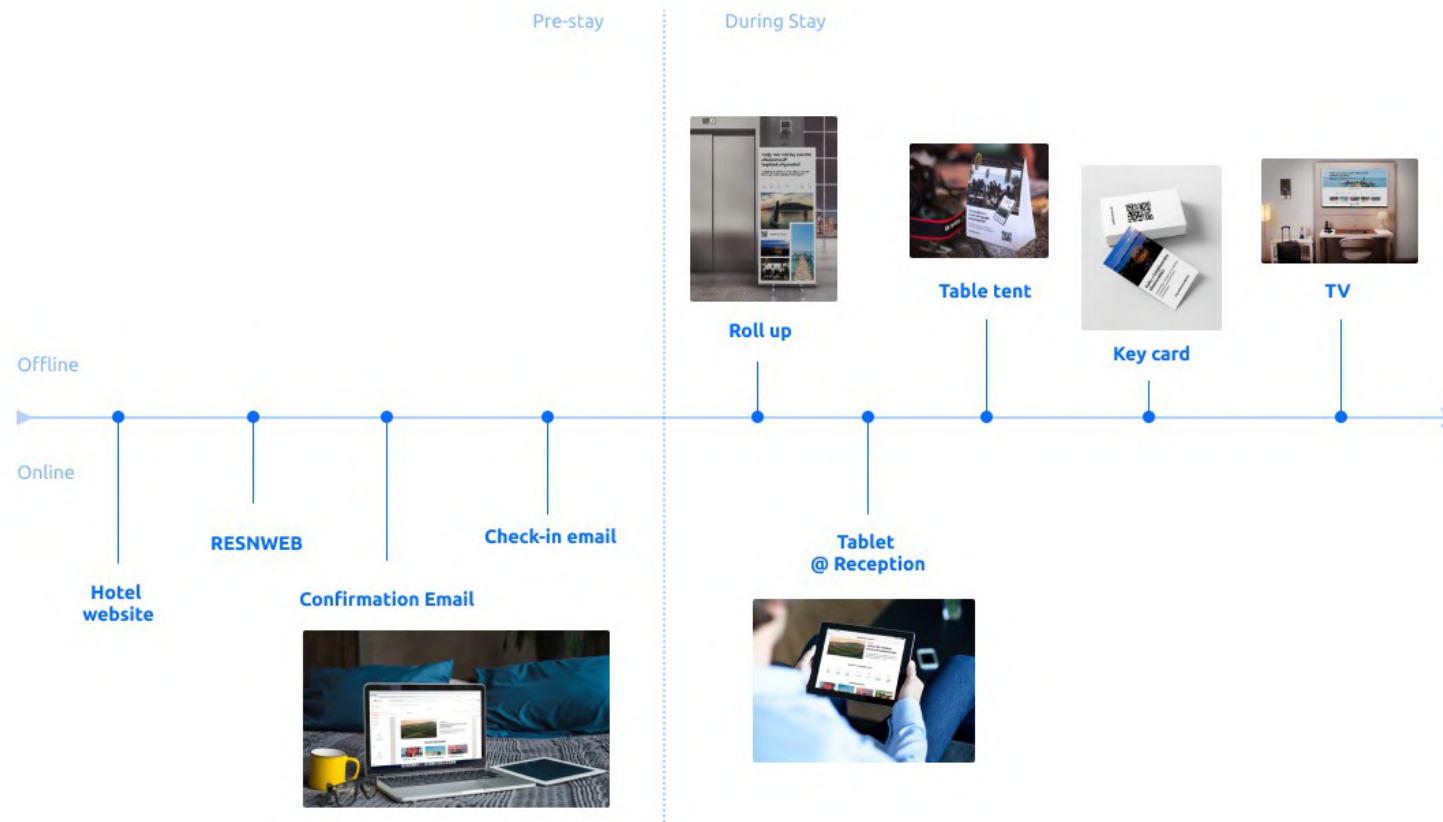 Pre-stay
During Stay
Roll up
Table tent
Key card
TV
Offline
Online
Hotel
website
RESNWEB
Confirmation Email
Check-in email
Tablet
@ Reception